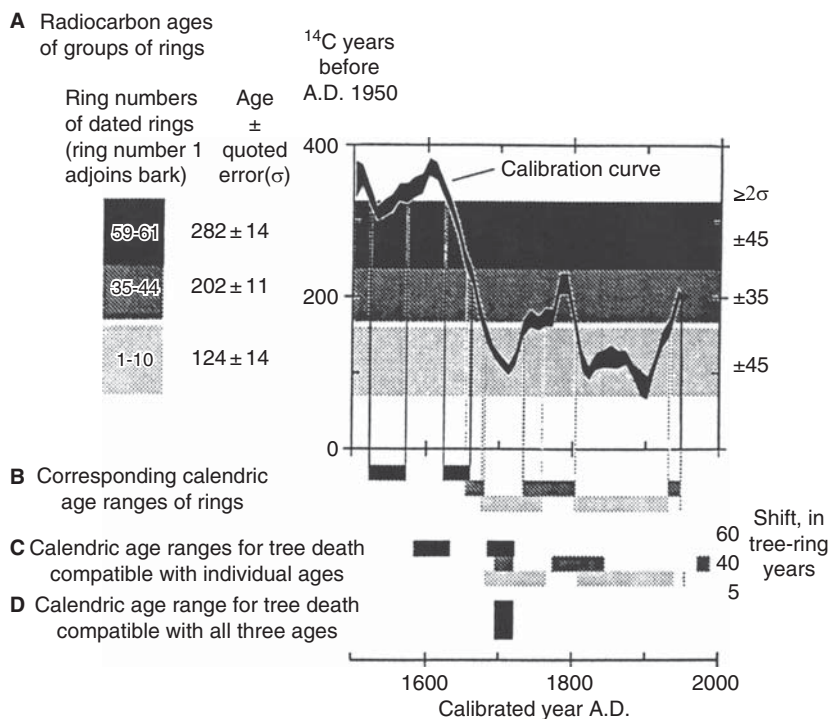 A Radiocarbon ages
of groups of rings
Ring numbers
of dated rings
(ring number 1
adjoins bark)
Age
±
quoted
error(σ)
59-61
282 ± 14
35-44
202 ± 11
1-10
124 ± 14
¹⁴C years
before
A.D. 1950
400
200
0
Calibration curve
≥2σ
±45
±35
±45
B Corresponding calendric
age ranges of rings
C Calendric age ranges for tree death
compatible with individual ages
D Calendric age range for tree death
compatible with all three ages
60
40
5
Shift, in
tree-ring
years
1600
1800
2000
Calibrated year A.D.